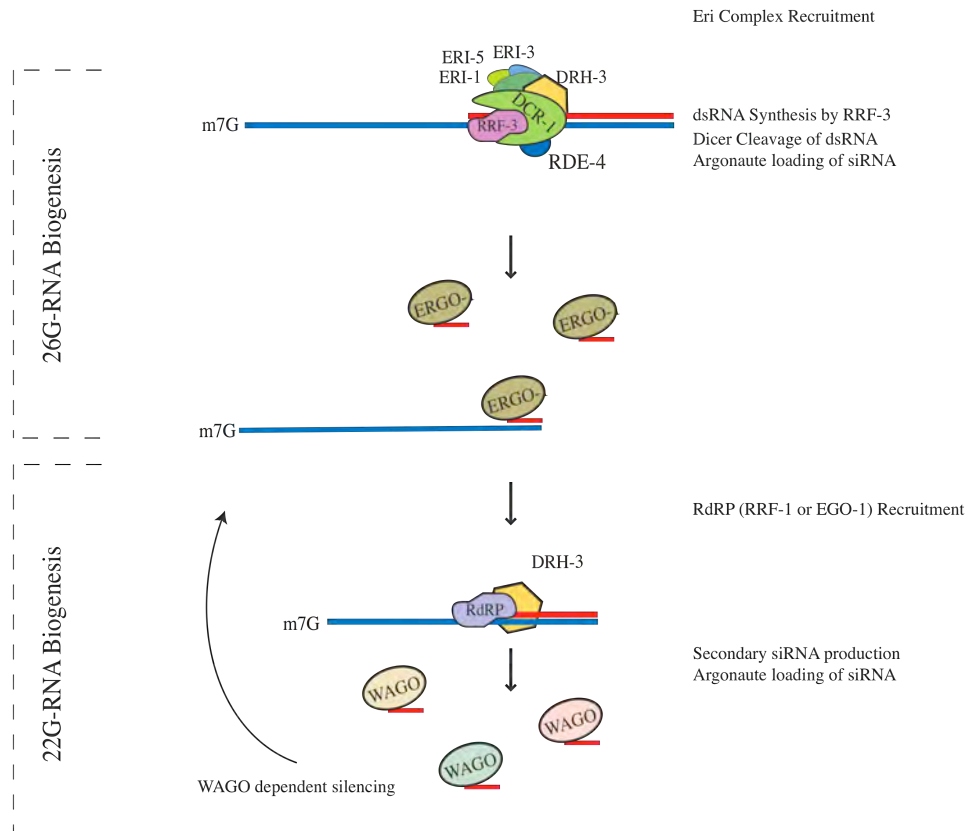 Eri Complex Recruitment
ERI-5
ERI-3
ERI-1
DRH-3
DCR-1
RRF-3
m7G
RDE-4
dsRNA Synthesis by RRF-3
Dicer Cleavage of dsRNA
Argonaute loading of siRNA
26G-RNA Biogenesis
ERGO-1
ERGO-1
ERGO-1
m7G
RdRP (RRF-1 or EGO-1) Recruitment
22G-RNA Biogenesis
DRH-3
RdRP
m7G
Secondary siRNA production
Argonaute loading of siRNA
WAGO
WAGO
WAGO
WAGO dependent silencing